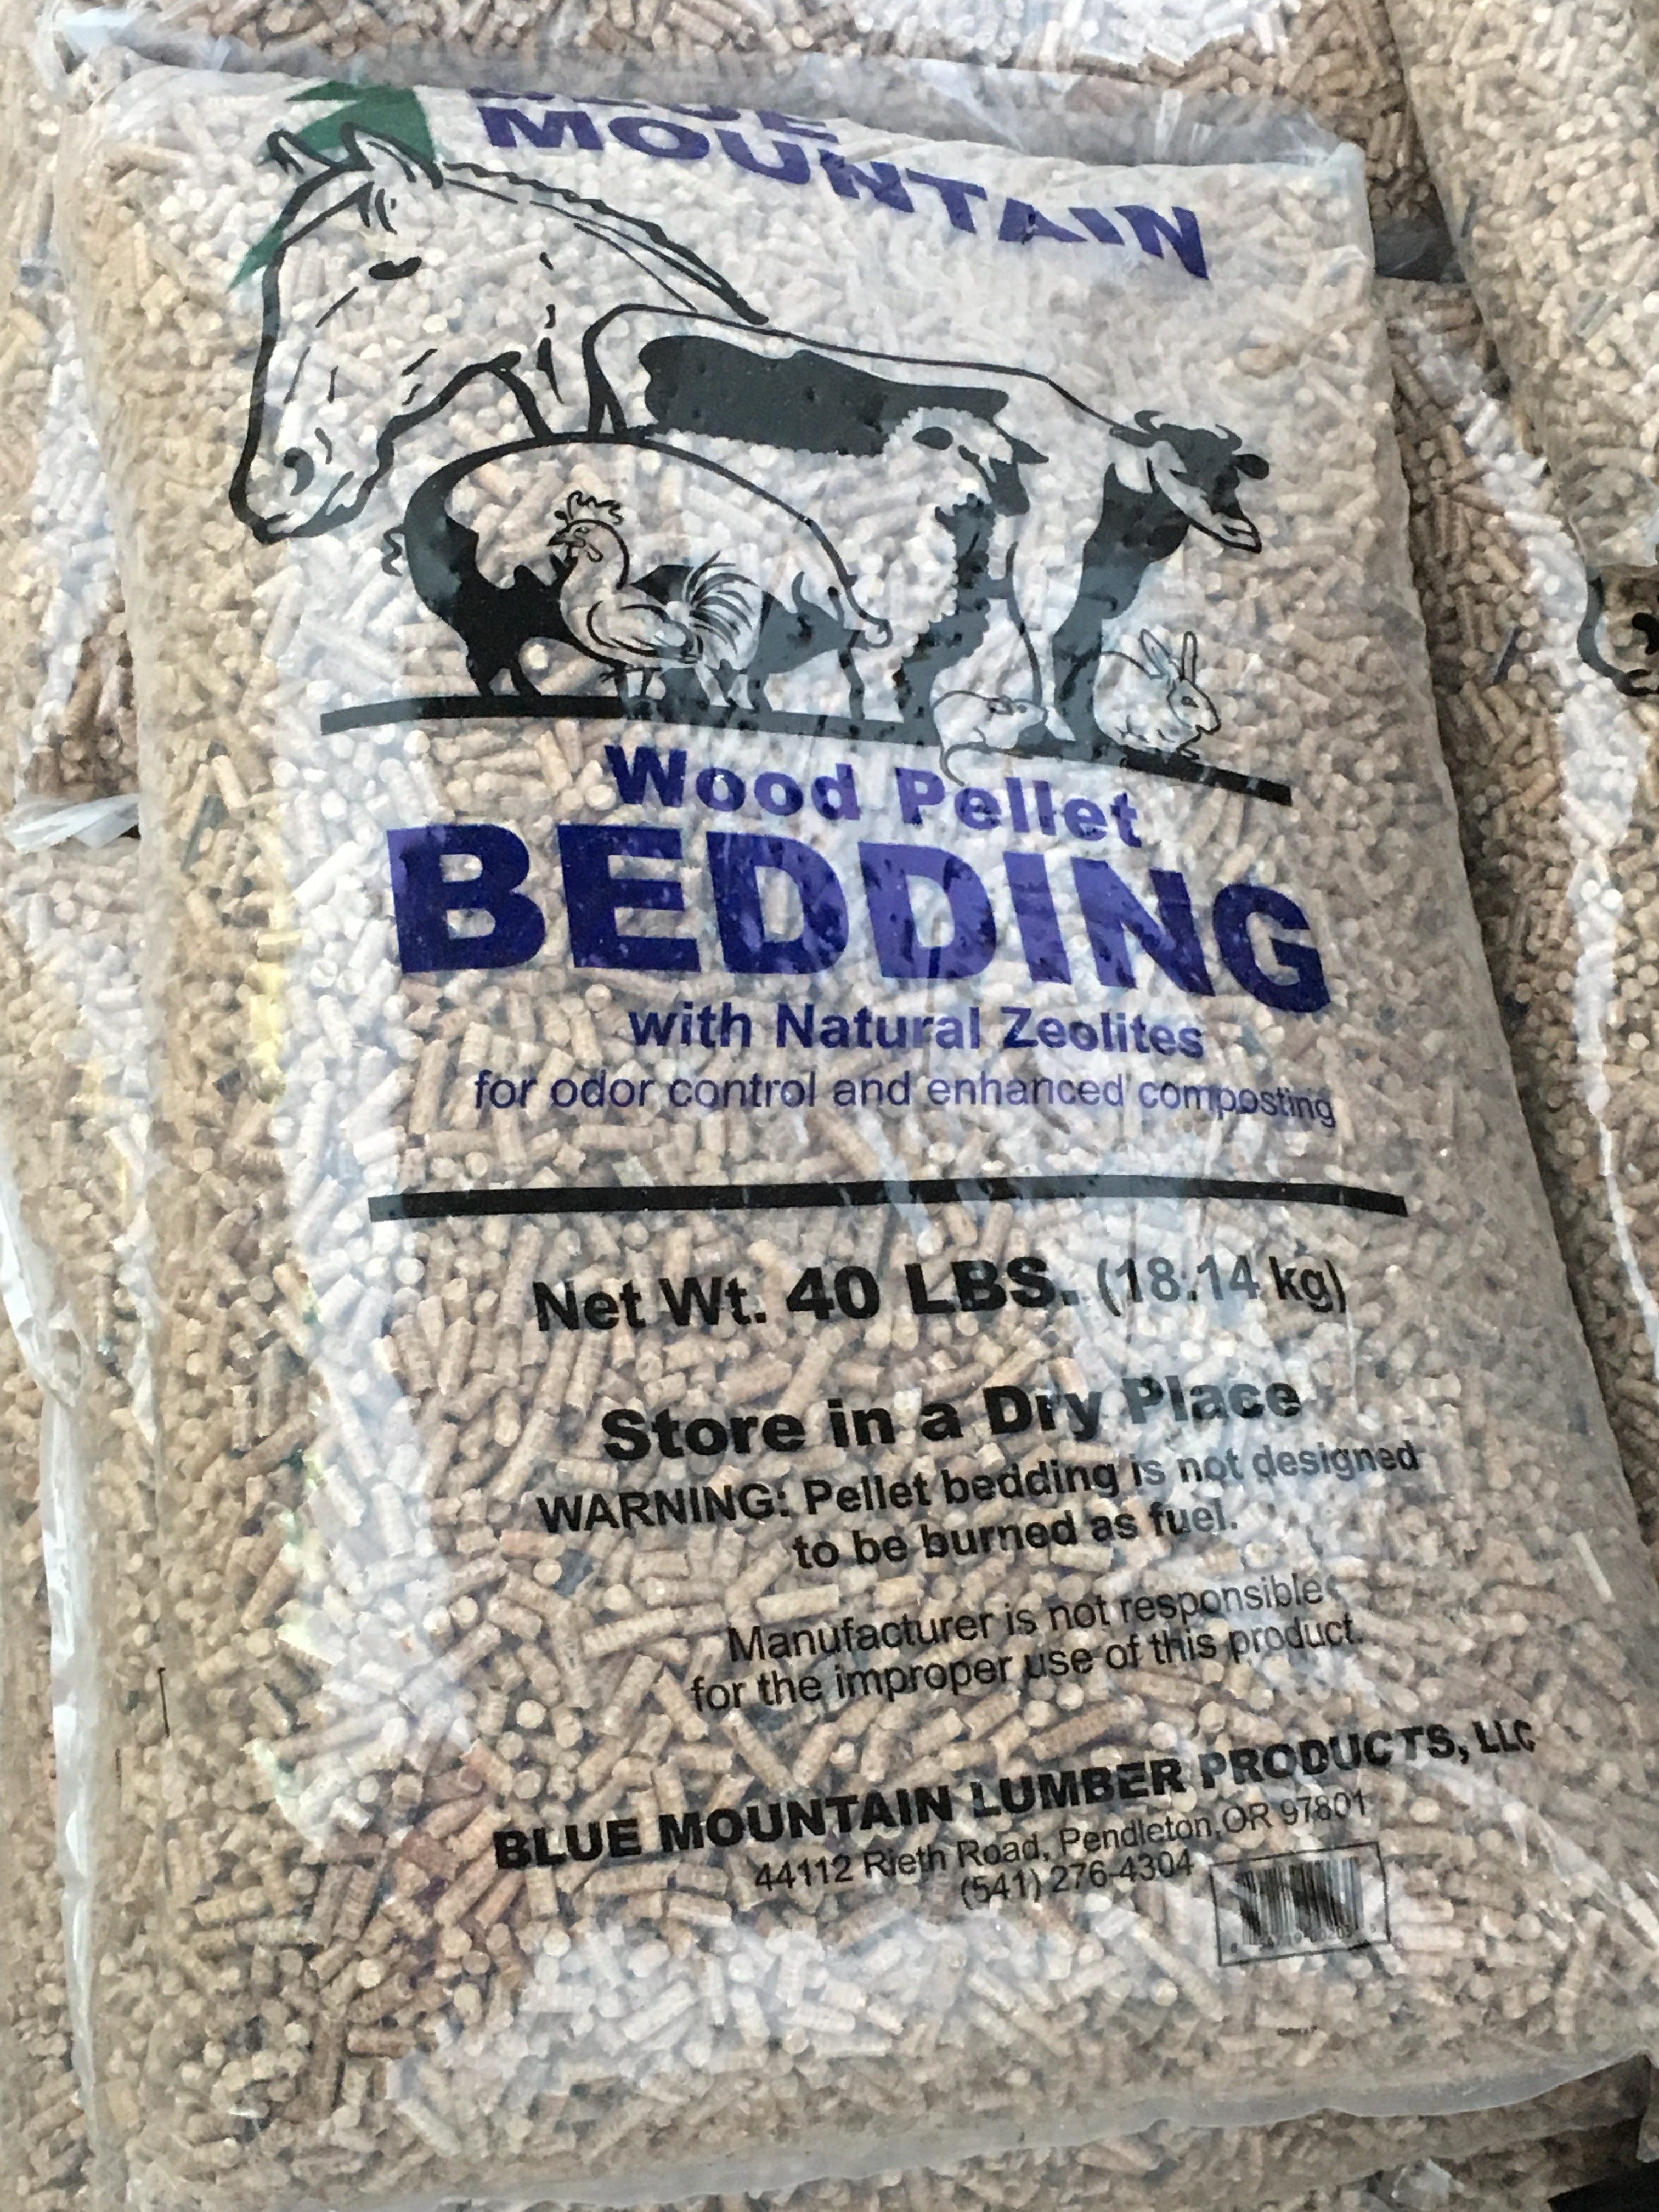 BLUE
MOUNTAIN
Wood Pellet
BEDDING
with Natural Zeolites
for odor control and enhanced composting
Net Wt. 40 LBS. (18.14 kg)
Store in a Dry Place
WARNING: Pellet bedding is not designed
to be burned as fuel.
Manufacturer is not responsible
for the improper use of this product.
BLUE MOUNTAIN LUMBER PRODUCTS, LLC
44112 Rieth Road, Pendleton, OR 97801
(541) 276-4304